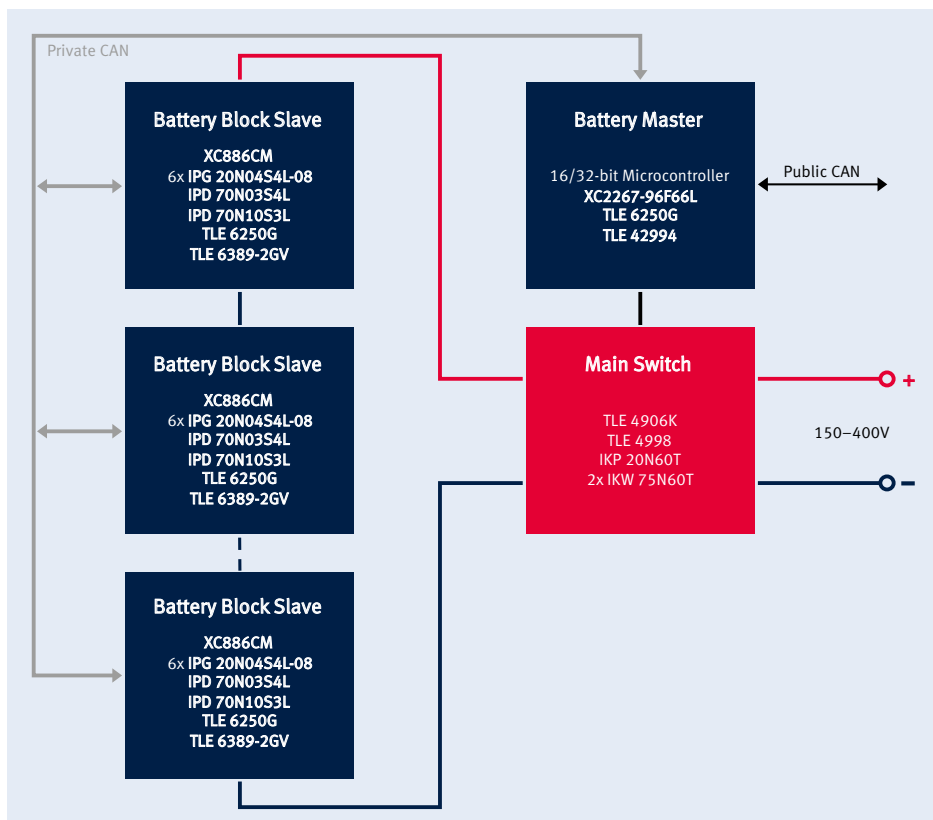 Private CAN
Battery Block Slave
XC886CM
6x IPG 20N04S4L-08
IPD 70N03S4L
IPD 70N10S3L
TLE 6250G
TLE 6389-2GV
Battery Master
16/32-bit Microcontroller
XC2267-96F66L
TLE 6250G
TLE 42994
Public CAN
Battery Block Slave
XC886CM
6x IPG 20N04S4L-08
IPD 70N03S4L
IPD 70N10S3L
TLE 6250G
TLE 6389-2GV
Main Switch
TLE 4906K
TLE 4998
IKP 20N60T
2x IKW 75N60T
+
150–400V
–
Battery Block Slave
XC886CM
6x IPG 20N04S4L-08
IPD 70N03S4L
IPD 70N10S3L
TLE 6250G
TLE 6389-2GV